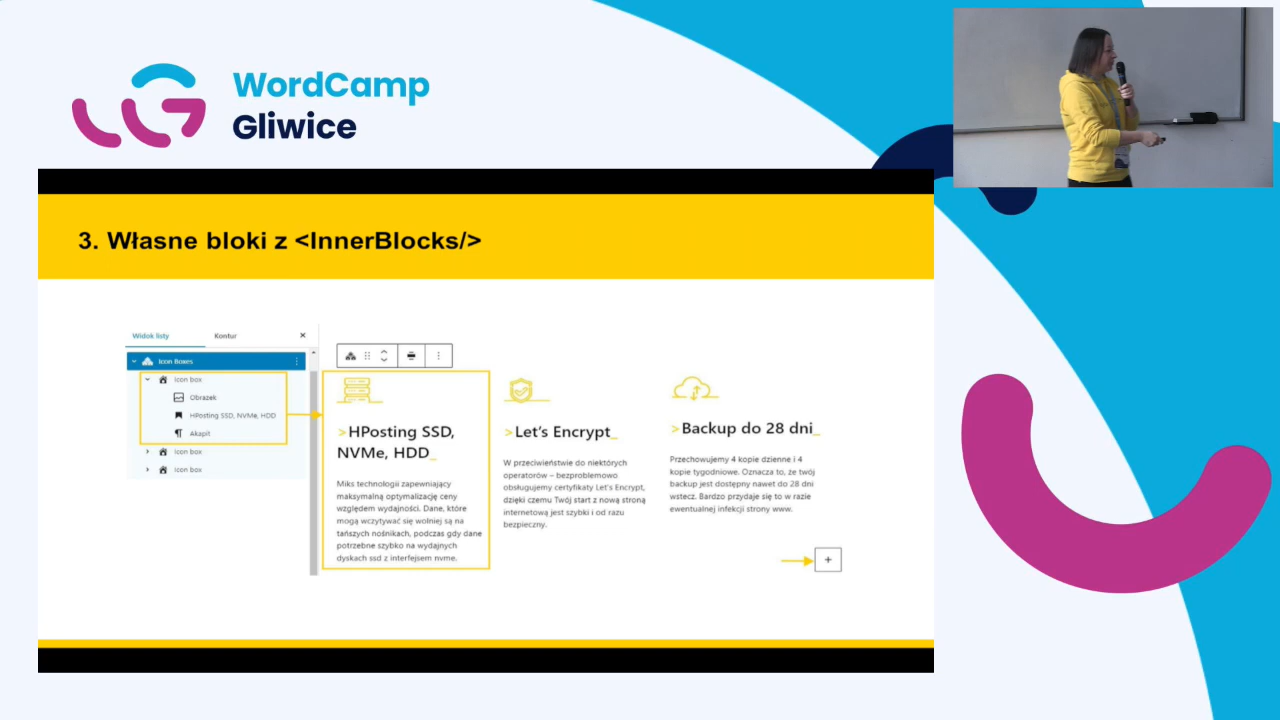 WordCamp
Gliwice
3. Własne bloki z <InnerBlocks/>
Widok listy
Kontur
Icon Boxes
Icon box
Obrazek
HPosting SSD, NVMe, HDD
Akapit
Icon box
Icon box
>HPosting SSD,
NVMe, HDD_
Miks technologii zapewniający
maksymalną optymalizację ceny
względem wydajności. Dane, które
mogą wczytywać się wolniej są na
tańszych nośnikach, podczas gdy dane
potrzebne szybko na wydajnych
dyskach ssd z interfejsem nvme.
>Let's Encrypt_
W przeciwieństwie do niektórych
operatorów – bezproblemowo
obsługujemy certyfikaty Let's Encrypt,
dzięki czemu Twój start z nową stroną
internetową jest szybki i od razu
bezpieczny.
>Backup do 28 dni_
Przechowujemy 4 kopie dzienne i 4
kopie tygodniowe. Oznacza to, że twój
backup jest dostępny nawet do 28 dni
wstecz. Bardzo przydaje się to w razie
ewentualnej infekcji strony www.